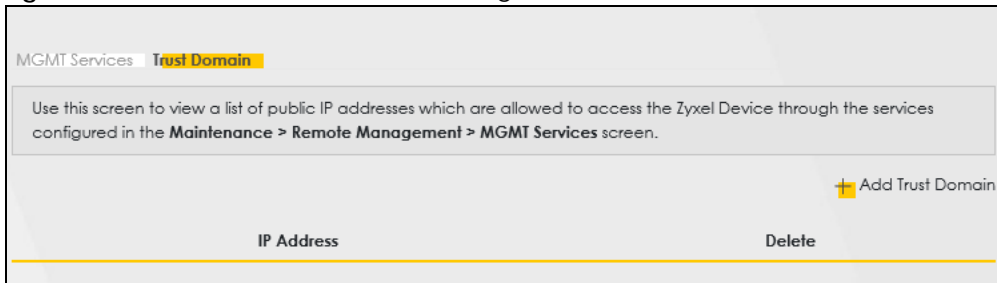 MGMT Services Trust Domain
Use this screen to view a list of public IP addresses which are allowed to access the Zyxel Device through the services
configured in the Maintenance > Remote Management > MGMT Services screen.
+ Add Trust Domain
IP Address Delete